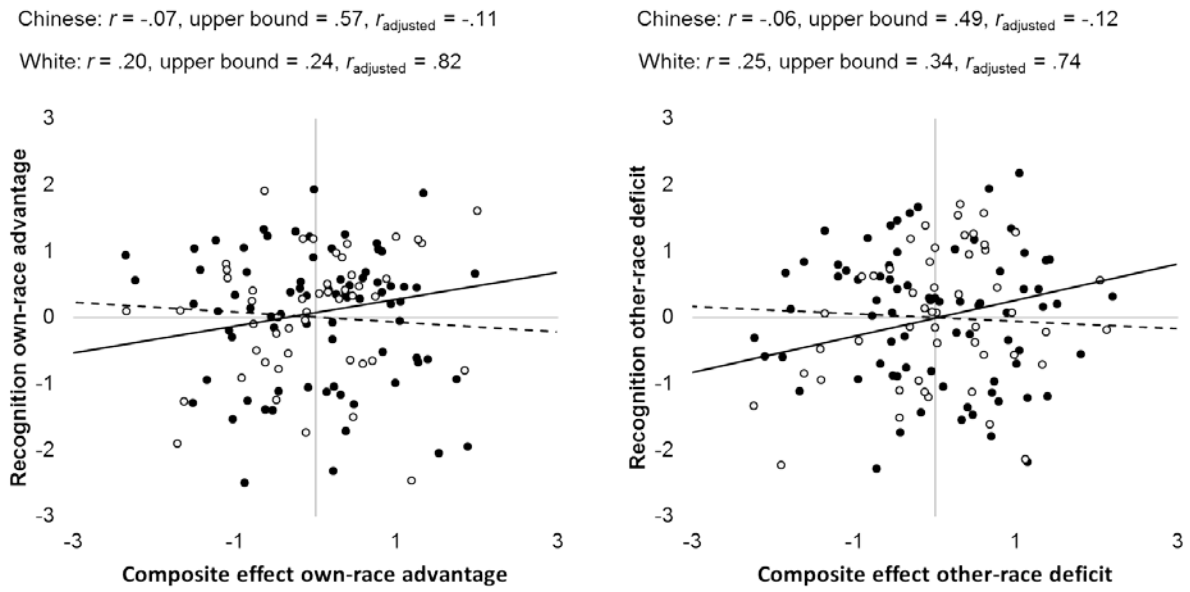 Chinese: r = -.07, upper bound = .57, radjusted = -.11
White: r = .20, upper bound = .24, radjusted = .82
3
2
1
0
-1
-2
-3
-3
-1
1
3
Recognition own-race advantage
Composite effect own-race advantage
Chinese: r = -.06, upper bound = .49, radjusted = -.12
White: r = .25, upper bound = .34, radjusted = .74
3
2
1
0
-1
-2
-3
-3
-1
1
3
Recognition other-race deficit
Composite effect other-race deficit